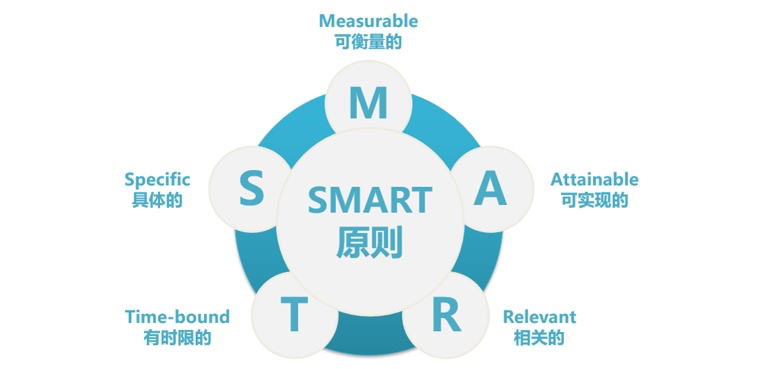 Measurable
可衡量的
M
Specific
具体的
S
SMART
原则
A
Attainable
可实现的
Time-bound
有时限的
T
R
Relevant
相关的